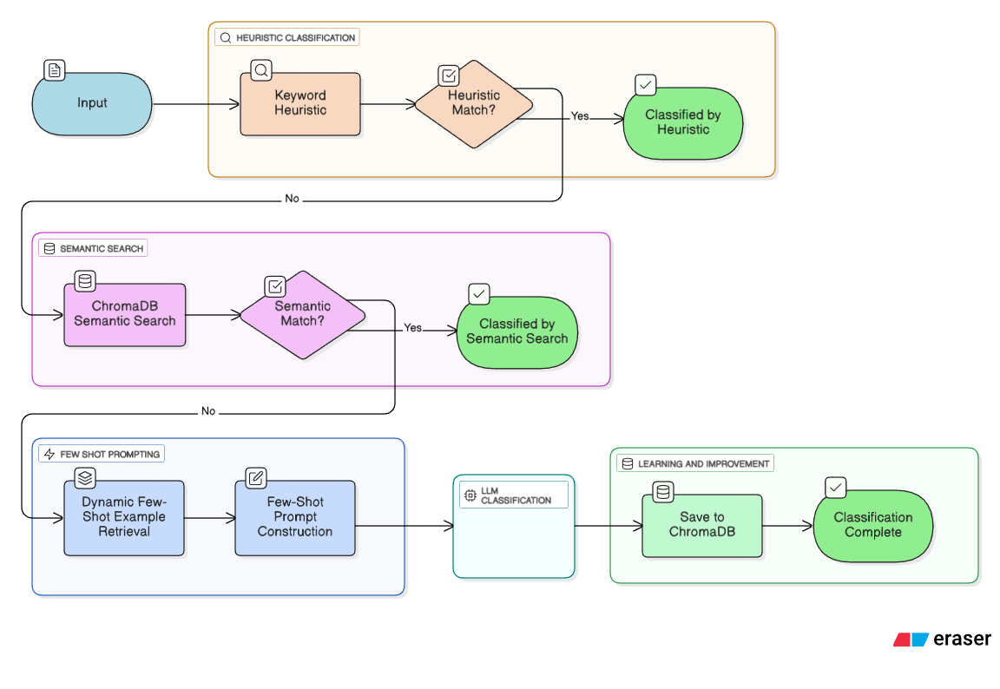 HEURISTIC CLASSIFICATION
Input
Keyword
Heuristic
Heuristic
Match?
Yes
Classified by
Heuristic
No
SEMANTIC SEARCH
ChromaDB
Semantic Search
Semantic
Match?
Yes
Classified by
Semantic Search
No
FEW SHOT PROMPTING
Dynamic Few-
Shot Example
Retrieval
Few-Shot
Prompt
Construction
LLM
CLASSIFICATION
LEARNING AND IMPROVEMENT
Save to
ChromaDB
Classification
Complete
eraser